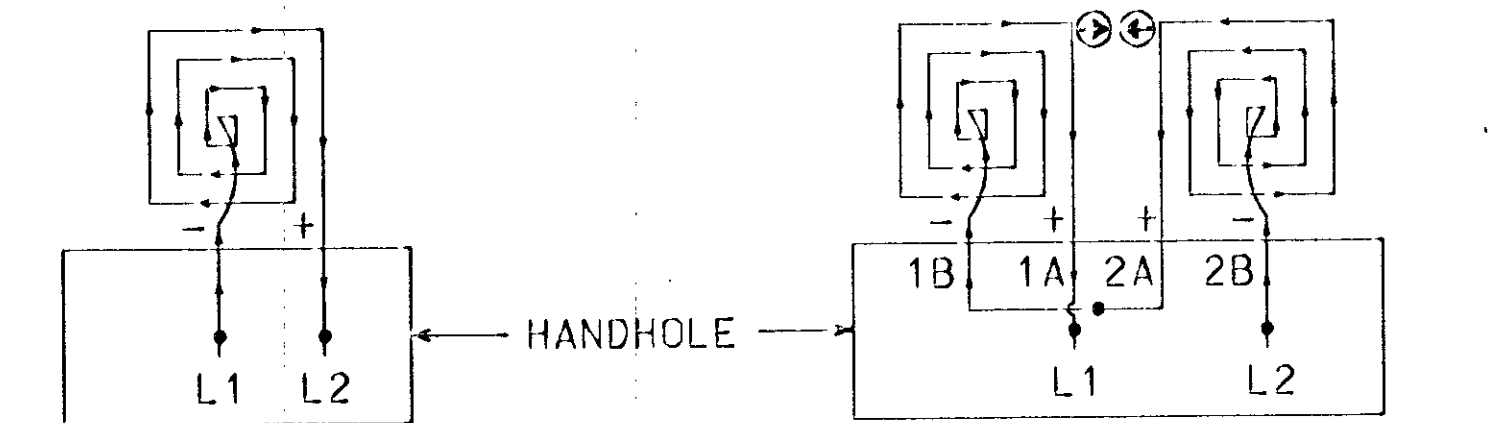 - + - + + -
1B 1A 2A 2B
HANDHOLE
L1 L2 L1 L2